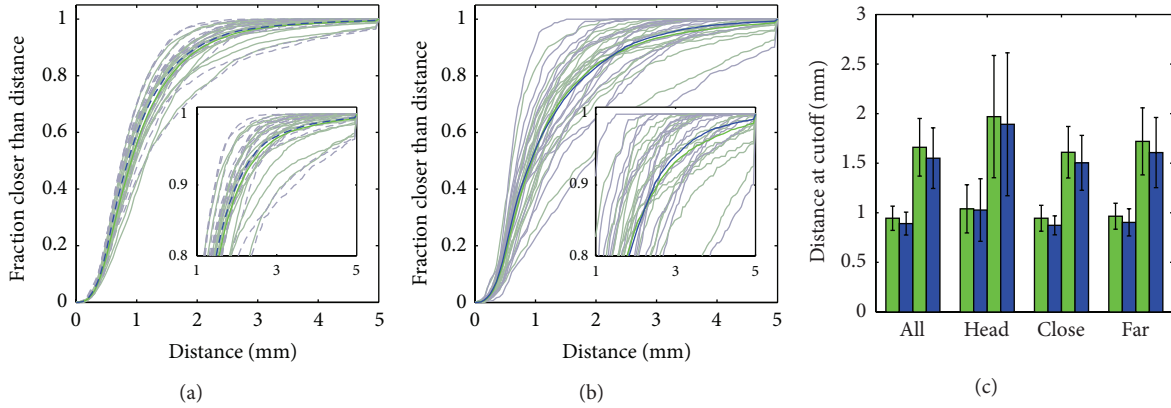 1
0.8
0.6
0.4
0.2
0
Fraction closer than distance
0 1 2 3 4 5
Distance (mm)
1
0.9
0.8
1 3 5
(a)
1
0.8
0.6
0.4
0.2
0
Fraction closer than distance
0 1 2 3 4 5
Distance (mm)
1
0.9
0.8
1 3 5
(b)
3
2.5
2
1.5
1
0.5
0
Distance at cutoff (mm)
All Head Close Far
(c)